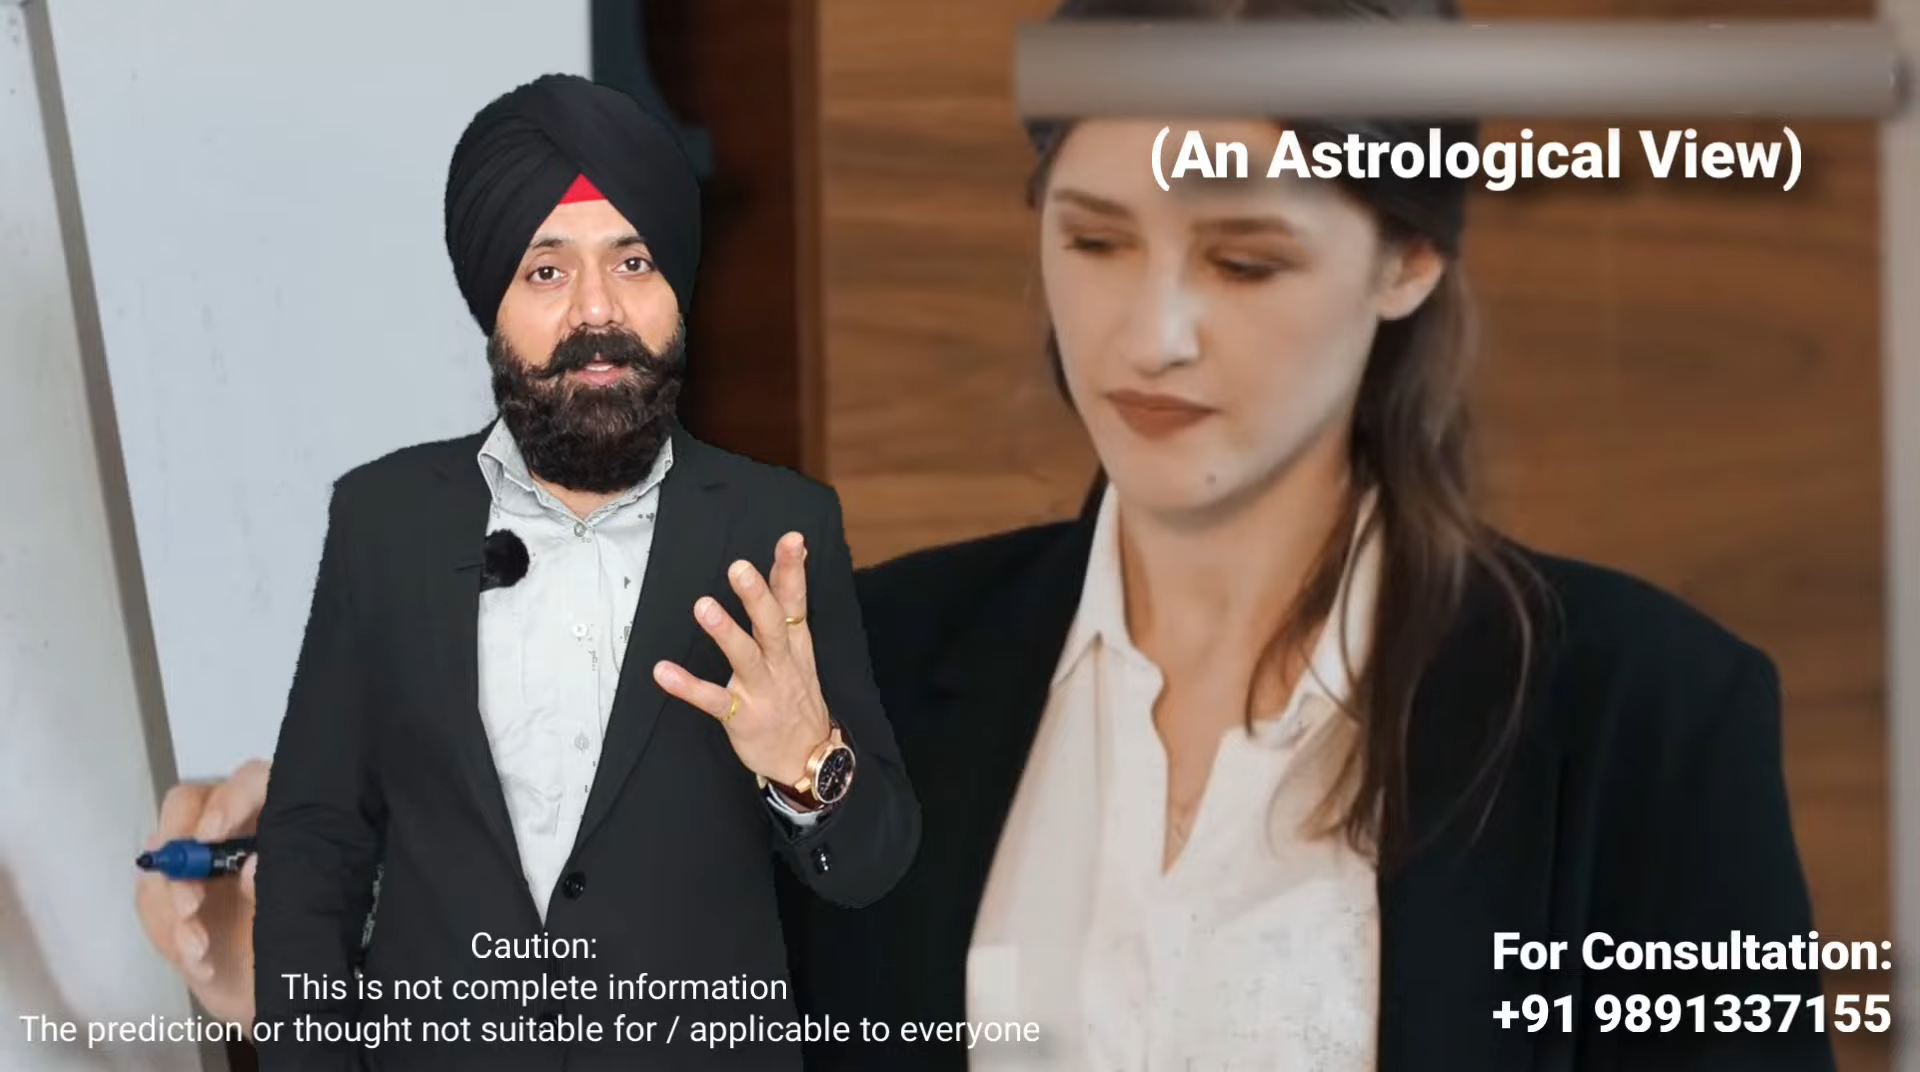 (An Astrological View)
Caution:
This is not complete information
The prediction or thought not suitable for / applicable to everyone
For Consultation:
+91 9891337155